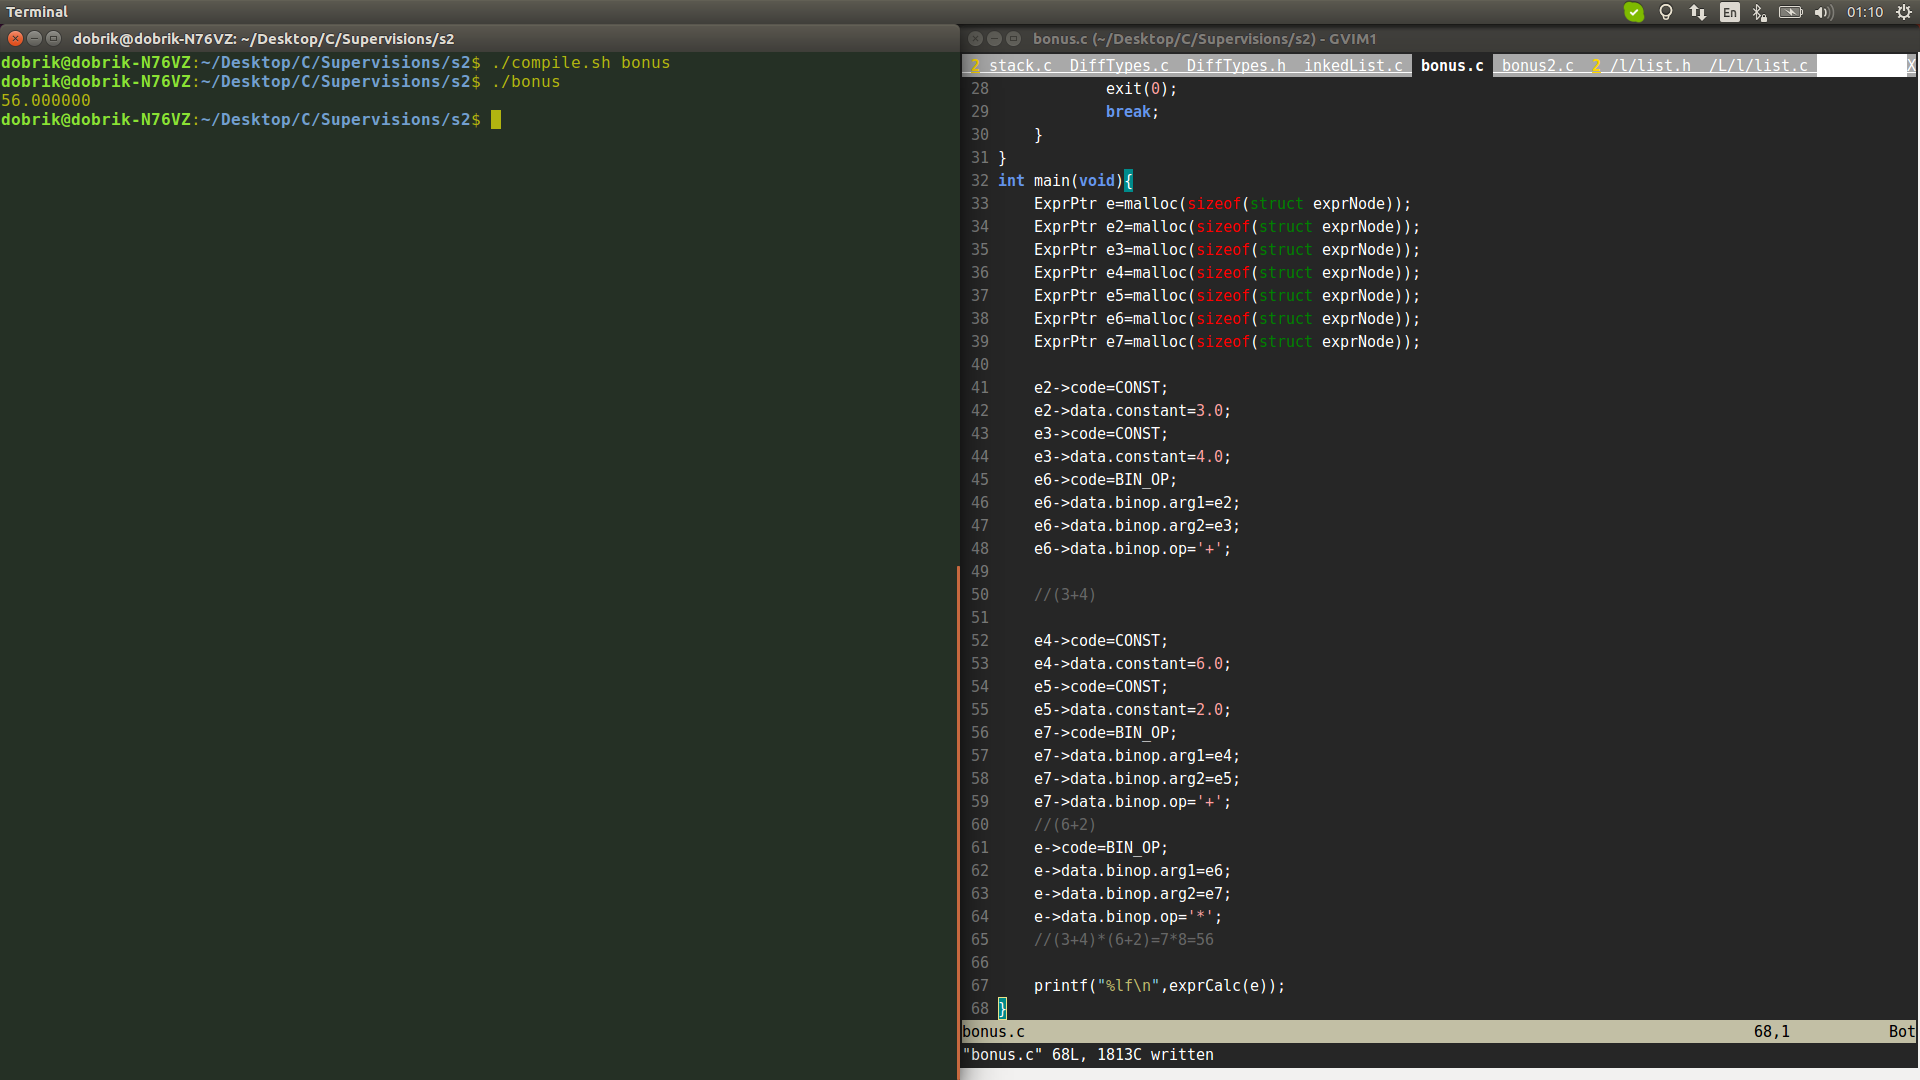 Terminal
En
01:10
dobrik@dobrik-N76VZ: ~/Desktop/C/Supervisions/s2
dobrik@dobrik-N76VZ:~/Desktop/C/Supervisions/s2$ ./compile.sh bonus
dobrik@dobrik-N76VZ:~/Desktop/C/Supervisions/s2$ ./bonus
56.000000
dobrik@dobrik-N76VZ:~/Desktop/C/Supervisions/s2$
bonus.c (~/Desktop/C/Supervisions/s2) - GVIM1
2 stack.c DiffTypes.c DiffTypes.h inkedList.c bonus.c bonus2.c 2 /l/list.h /L/l/list.c X
28 exit(0);
29 break;
30 }
31 }
32 int main(void){
33 ExprPtr e=malloc(sizeof(struct exprNode));
34 ExprPtr e2=malloc(sizeof(struct exprNode));
35 ExprPtr e3=malloc(sizeof(struct exprNode));
36 ExprPtr e4=malloc(sizeof(struct exprNode));
37 ExprPtr e5=malloc(sizeof(struct exprNode));
38 ExprPtr e6=malloc(sizeof(struct exprNode));
39 ExprPtr e7=malloc(sizeof(struct exprNode));
40
41 e2->code=CONST;
42 e2->data.constant=3.0;
43 e3->code=CONST;
44 e3->data.constant=4.0;
45 e6->code=BIN_OP;
46 e6->data.binop.arg1=e2;
47 e6->data.binop.arg2=e3;
48 e6->data.binop.op='+';
49
50 //(3+4)
51
52 e4->code=CONST;
53 e4->data.constant=6.0;
54 e5->code=CONST;
55 e5->data.constant=2.0;
56 e7->code=BIN_OP;
57 e7->data.binop.arg1=e4;
58 e7->data.binop.arg2=e5;
59 e7->data.binop.op='+';
60 //(6+2)
61 e->code=BIN_OP;
62 e->data.binop.arg1=e6;
63 e->data.binop.arg2=e7;
64 e->data.binop.op='*';
65 //(3+4)*(6+2)=7*8=56
66
67 printf("%lf\n",exprCalc(e));
68 }
bonus.c 68,1 Bot
"bonus.c" 68L, 1813C written